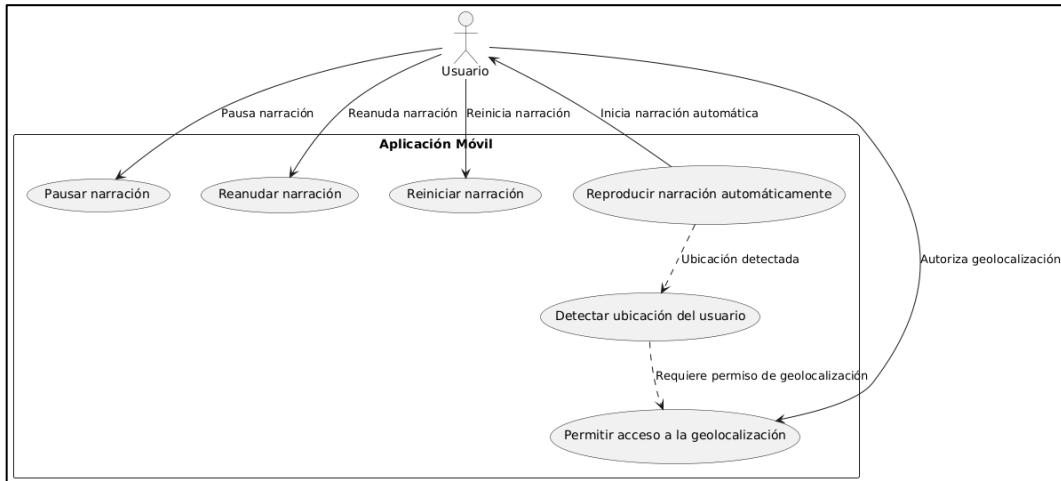 Usuario
Pausa narración
Reanuda narración
Reinicia narración
Inicia narración automática
Aplicación Móvil
Pausar narración
Reanudar narración
Reiniciar narración
Reproducir narración automáticamente
Ubicación detectada
Autoriza geolocalización
Detectar ubicación del usuario
Requiere permiso de geolocalización
Permitir acceso a la geolocalización